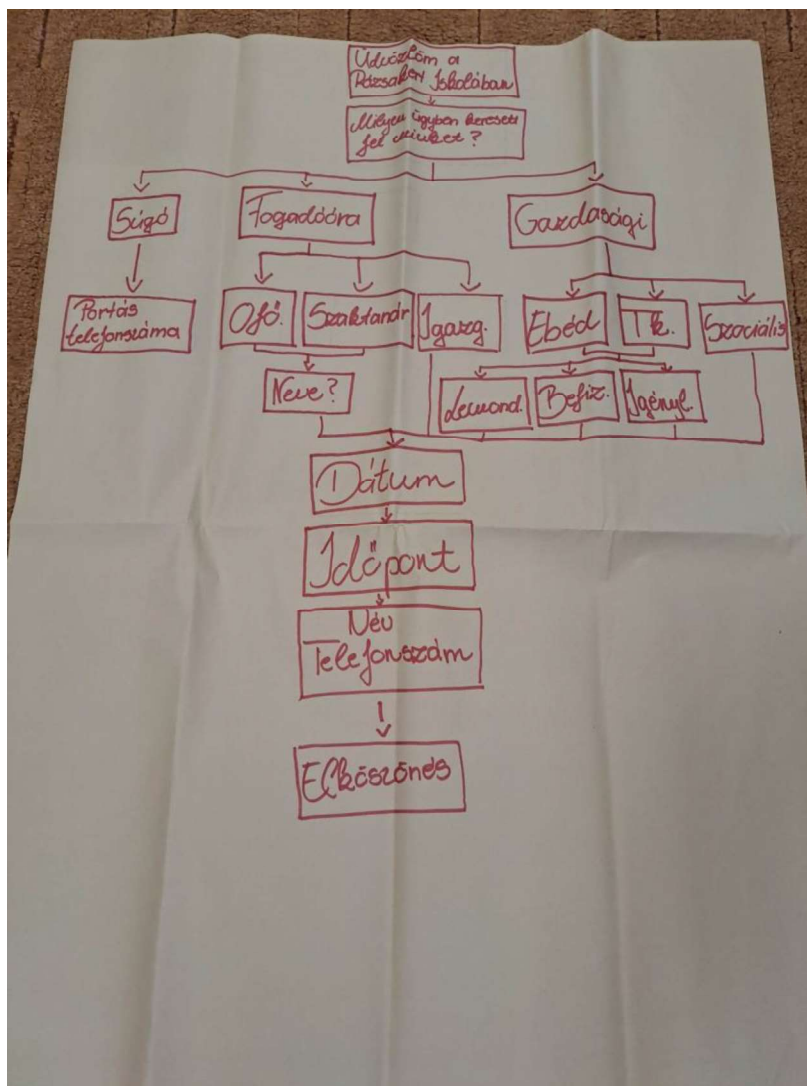 Üdvözlöm a
Rózsakert Iskolában
Milyen ügyben keresett
fel minket?
Súgó
Fogadóóra
Gazdasági
Portás
telefonszáma
Ofő.
Szaktanár
Igazg.
Ebéd
Tk.
Szociális
Neve?
Lemond.
Befiz.
Igényl.
Dátum
Időpont
Név
Telefonszám
Elköszönés